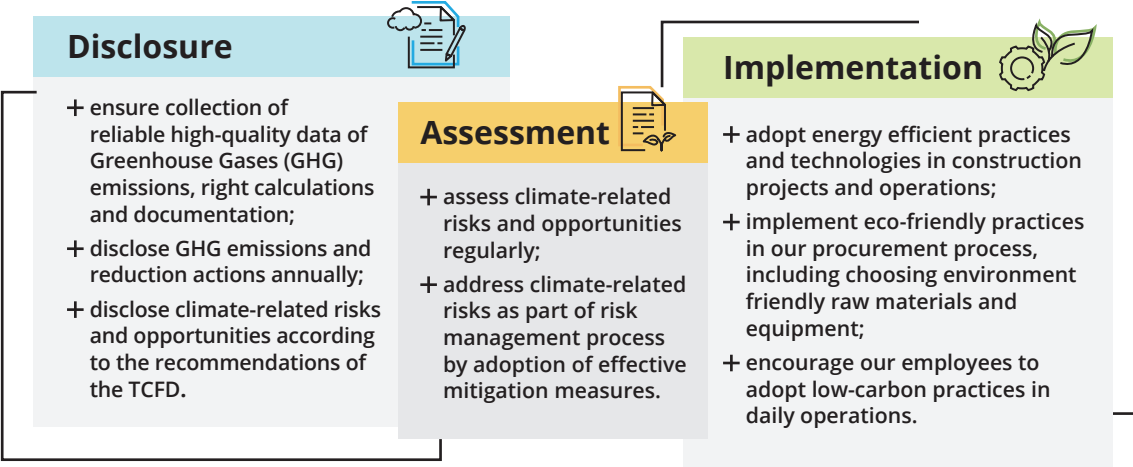 Disclosure
+ ensure collection of
reliable high-quality data of
Greenhouse Gases (GHG)
emissions, right calculations
and documentation;
+ disclose GHG emissions and
reduction actions annually;
+ disclose climate-related risks
and opportunities according
to the recommendations of
the TCFD.
Assessment
+ assess climate-related
risks and opportunities
regularly;
+ address climate-related
risks as part of risk
management process
by adoption of effective
mitigation measures.
Implementation
+ adopt energy efficient practices
and technologies in construction
projects and operations;
+ implement eco-friendly practices
in our procurement process,
including choosing environment
friendly raw materials and
equipment;
+ encourage our employees to
adopt low-carbon practices in
daily operations.